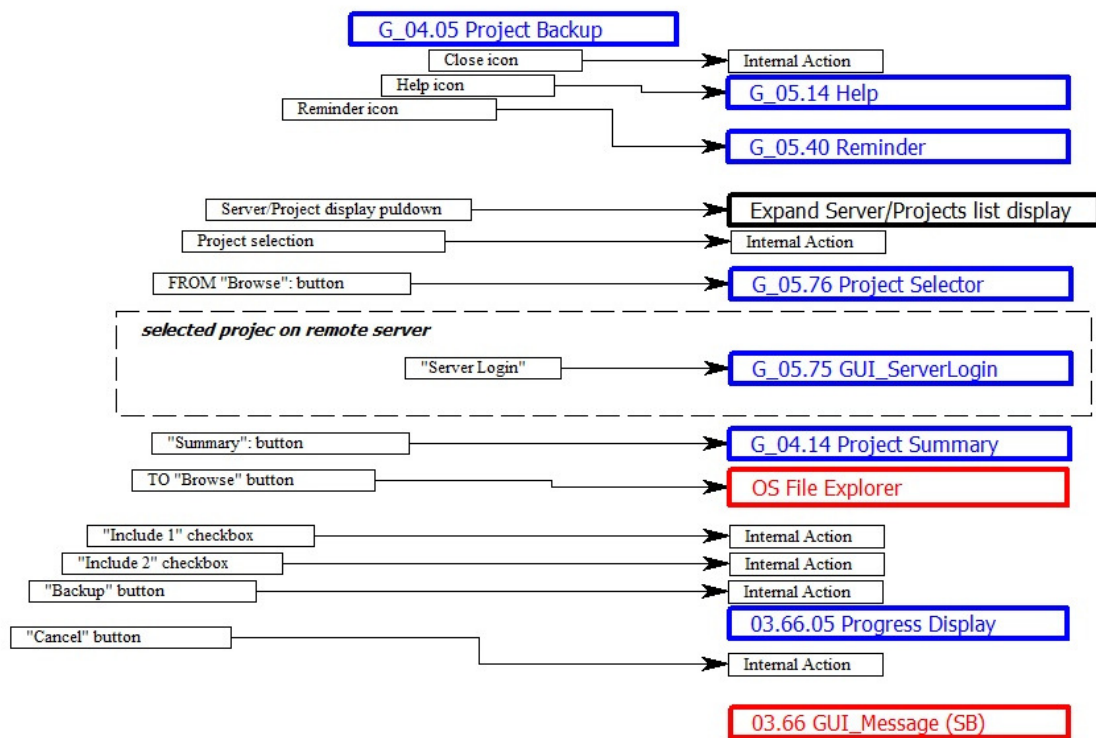 G_04.05 Project Backup
Close icon
Internal Action
Help icon
G_05.14 Help
Reminder icon
G_05.40 Reminder
Server/Project display puldown
Expand Server/Projects list display
Project selection
Internal Action
FROM "Browse": button
G_05.76 Project Selector
selected projec on remote server
"Server Login"
G_05.75 GUI_ServerLogin
"Summary": button
G_04.14 Project Summary
TO "Browse" button
OS File Explorer
"Include 1" checkbox
Internal Action
"Include 2" checkbox
Internal Action
"Backup" button
Internal Action
03.66.05 Progress Display
"Cancel" button
Internal Action
03.66 GUI_Message (SB)